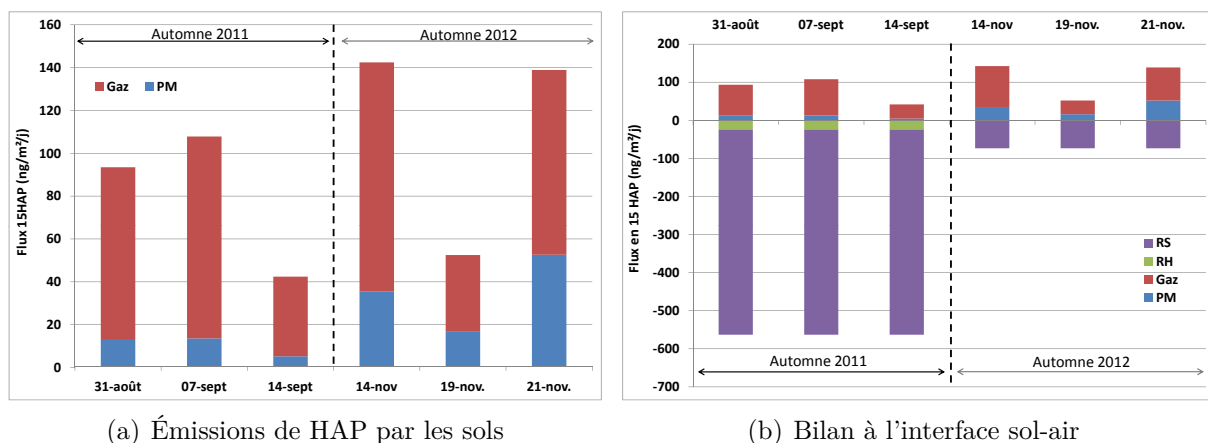 Flux 15HAP (ng/m²/j)
160
140
120
100
80
60
40
20
0
Automne 2011
Automne 2012
Gaz
PM
31-août
07-sept
14-sept
14-nov
19-nov.
21-nov.
(a) Émissions de HAP par les sols
31-août
07-sept
14-sept
14-nov
19-nov.
21-nov.
Flux en 15 HAP (ng/m²/j)
200
100
0
-100
-200
-300
-400
-500
-600
-700
RS
RH
Gaz
PM
Automne 2011
Automne 2012
(b) Bilan à l'interface sol-air